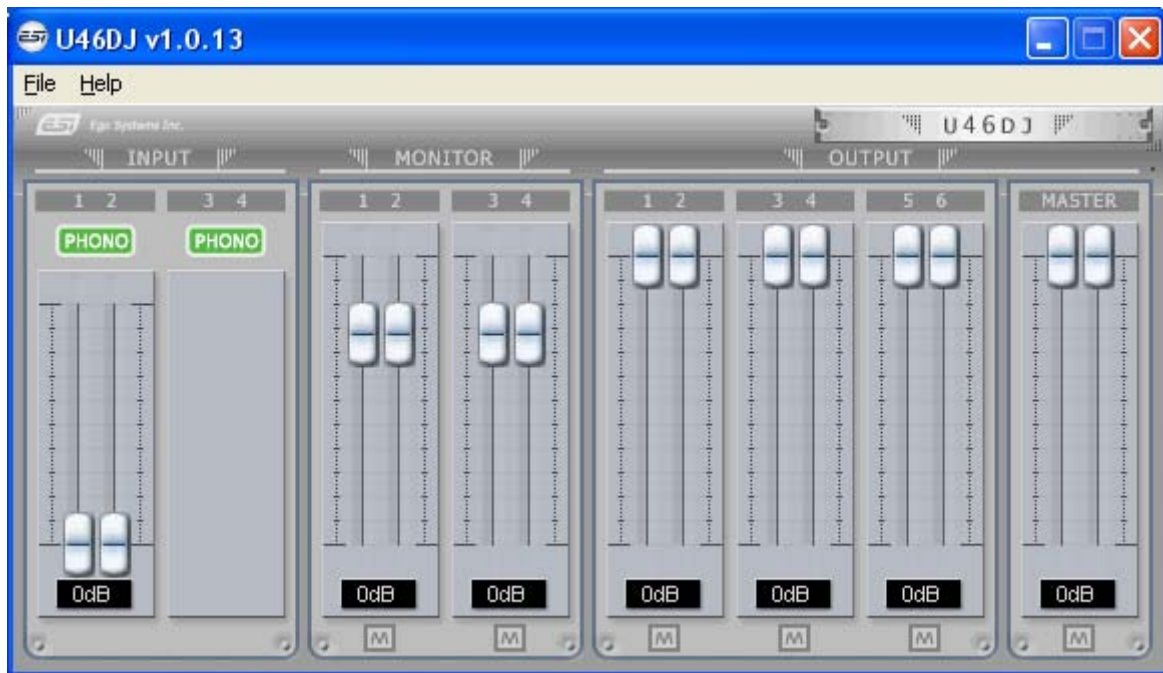 ESI U46DJ v1.0.13
File Help
ESI Ego Systems Inc.
U46DJ
INPUT MONITOR OUTPUT
1 2 3 4 1 2 3 4 1 2 3 4 5 6 MASTER
PHONO PHONO
0dB 0dB 0dB 0dB 0dB 0dB 0dB
M M M M M M